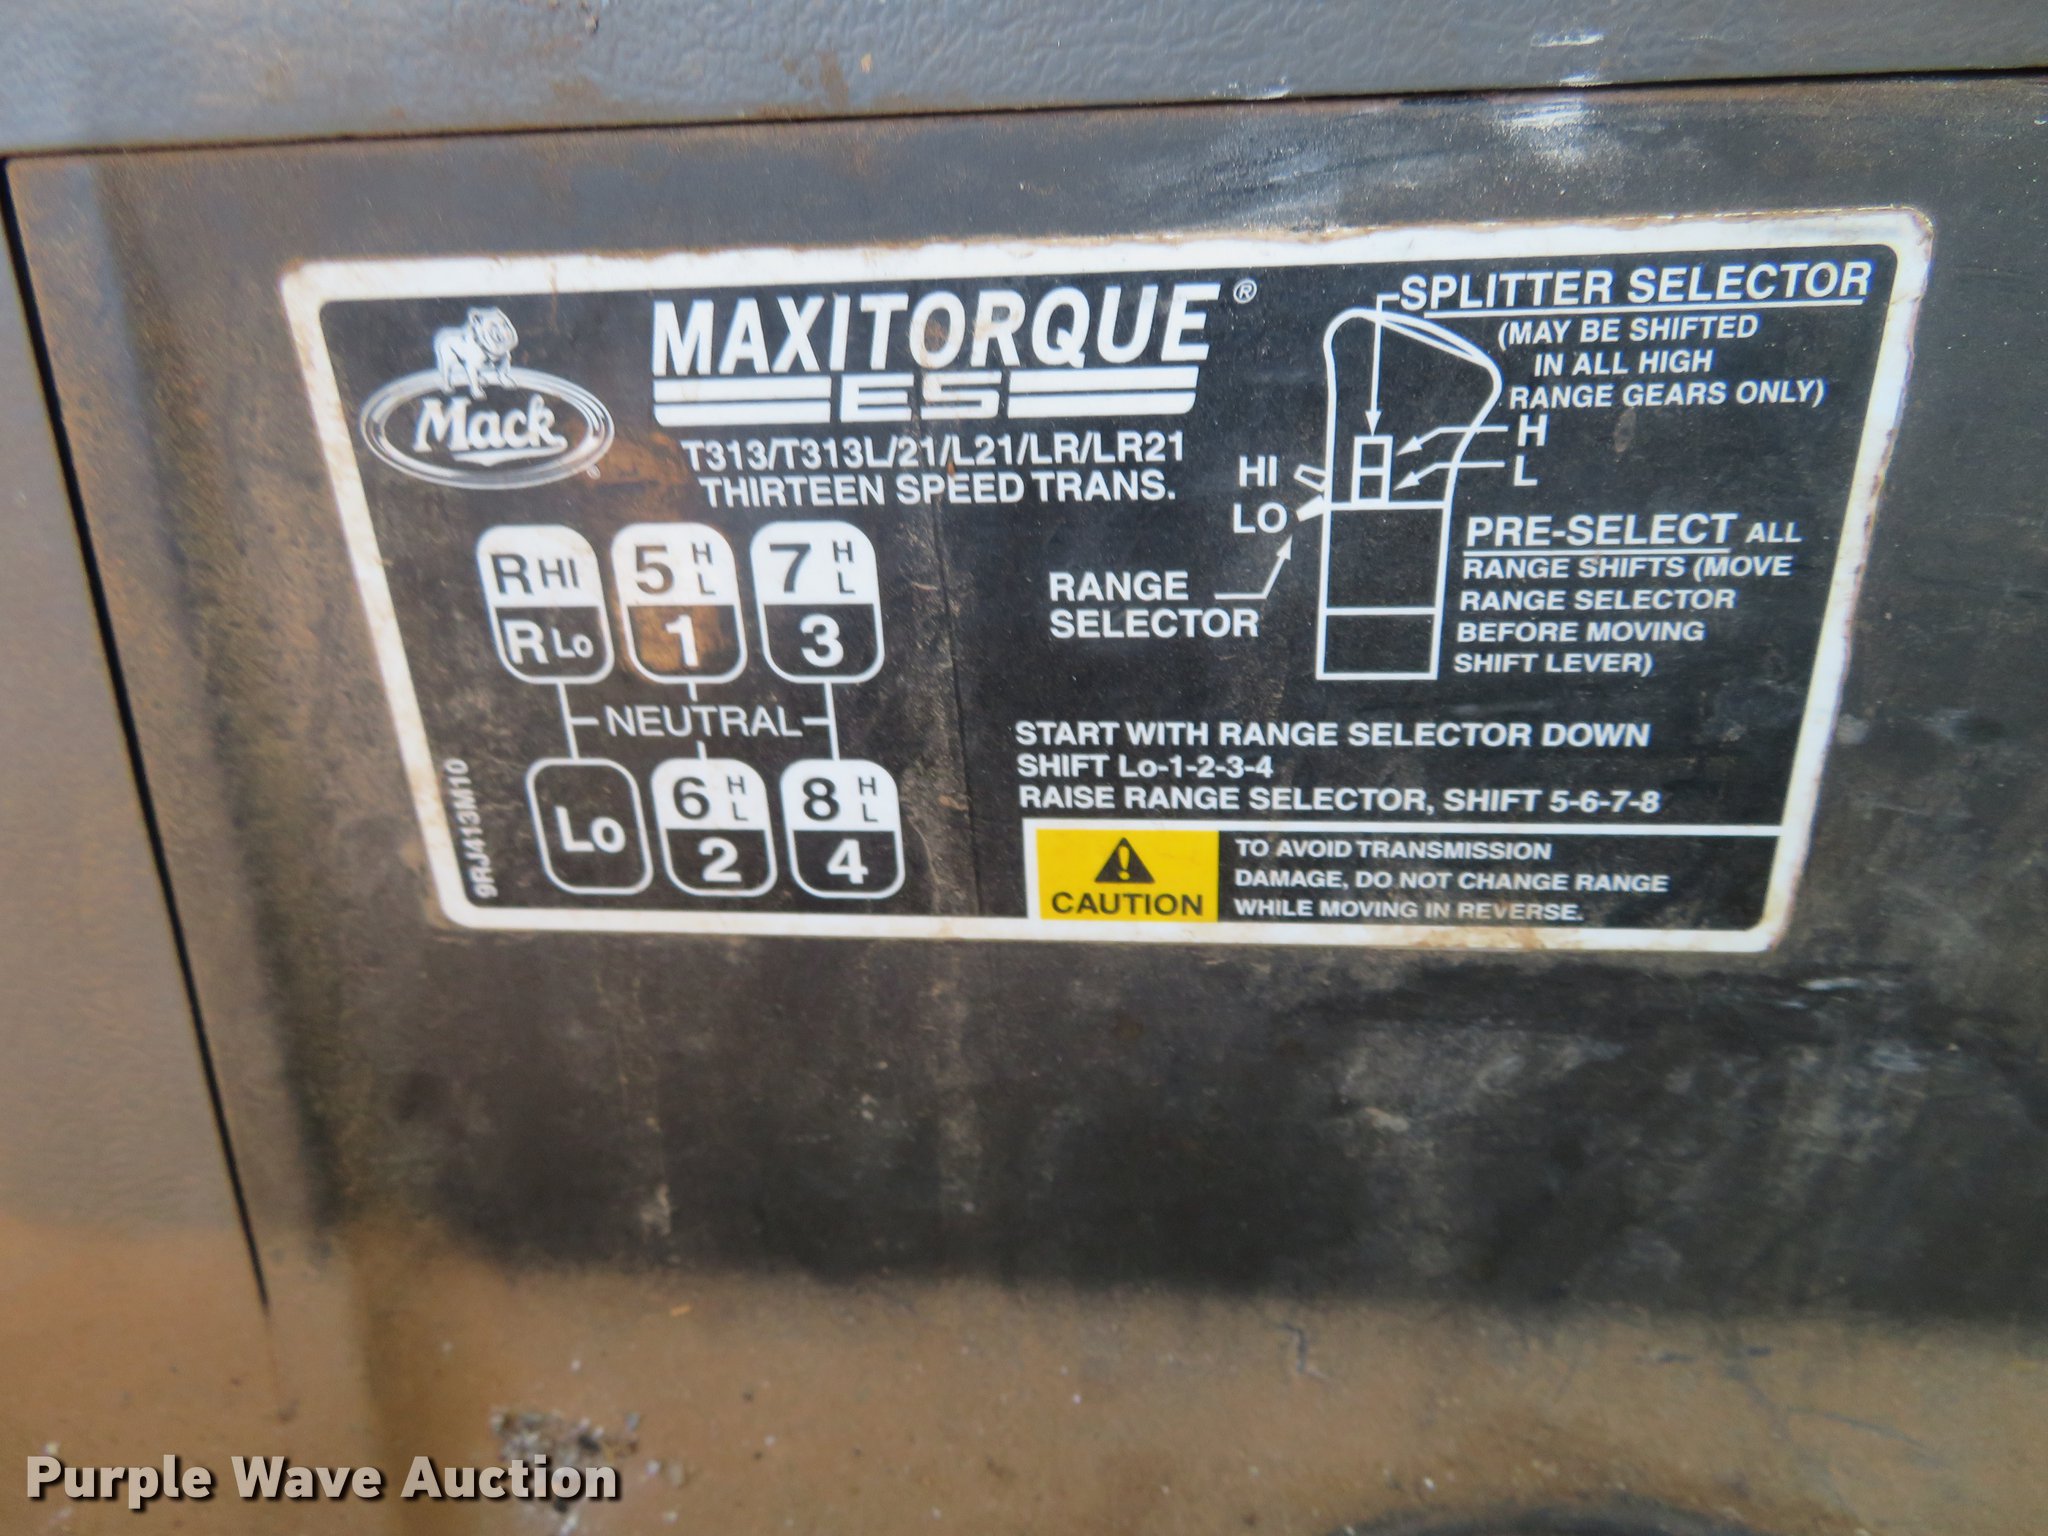 Mack
®
MAXITORQUE®
ES
T313/T313L/21/L21/LR/LR21
THIRTEEN SPEED TRANS.
R HI
R Lo
5 H L
1
7 H L
3
NEUTRAL
Lo
6 H L
2
8 H L
4
9RJ413M10
SPLITTER SELECTOR
(MAY BE SHIFTED
IN ALL HIGH
RANGE GEARS ONLY)
H
L
HI
LO
RANGE
SELECTOR
PRE-SELECT ALL
RANGE SHIFTS (MOVE
RANGE SELECTOR
BEFORE MOVING
SHIFT LEVER)
START WITH RANGE SELECTOR DOWN
SHIFT Lo-1-2-3-4
RAISE RANGE SELECTOR, SHIFT 5-6-7-8
CAUTION
TO AVOID TRANSMISSION
DAMAGE, DO NOT CHANGE RANGE
WHILE MOVING IN REVERSE.
Purple Wave Auction